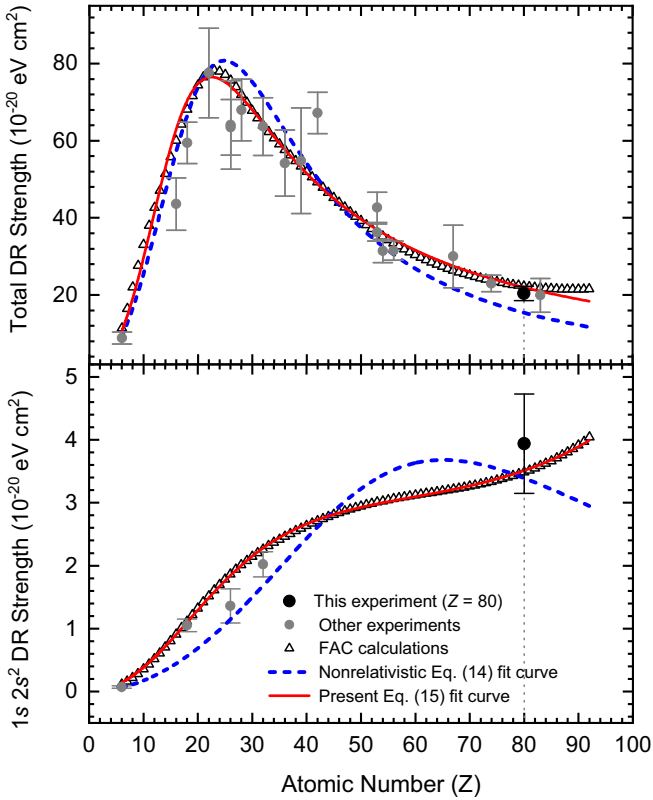 Total DR Strength (10⁻²⁰ eV cm²)
80
60
40
20
1s 2s² DR Strength (10⁻²⁰ eV cm²)
5
4
3
2
1
0
This experiment (Z = 80)
Other experiments
FAC calculations
Nonrelativistic Eq. (14) fit curve
Present Eq. (15) fit curve
0 10 20 30 40 50 60 70 80 90 100
Atomic Number (Z)